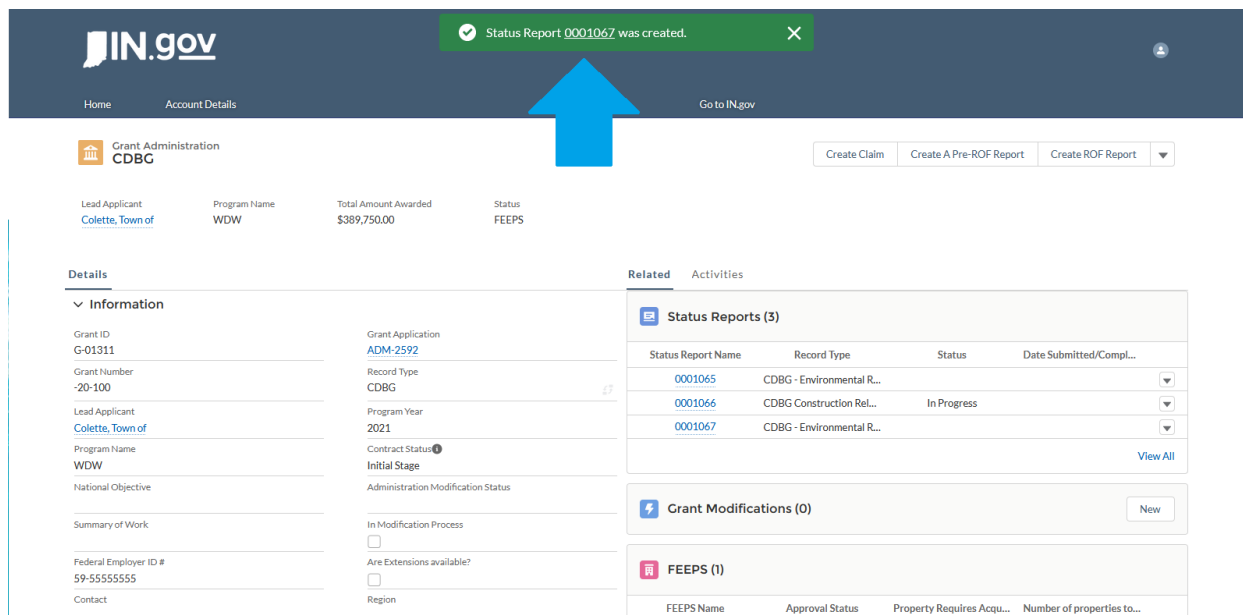 Status Report 0001067 was created.
IN.gov
Home Account Details Go to IN.gov
Grant Administration
CDBG
Create Claim Create A Pre-ROF Report Create ROF Report
Lead Applicant Program Name Total Amount Awarded Status
Colette, Town of WDW $389,750.00 FEEPS
Details
Information
Grant ID Grant Application
G-01311 ADM-2592
Grant Number Record Type
-20-100 CDBG
Lead Applicant Program Year
Colette, Town of 2021
Program Name Contract Status
WDW Initial Stage
National Objective Administration Modification Status
Summary of Work In Modification Process
Federal Employer ID # Are Extensions available?
59-55555555
Contact Region
Related Activities
Status Reports (3)
Status Report Name Record Type Status Date Submitted/Compl...
0001065 CDBG - Environmental R...
0001066 CDBG Construction Rel... In Progress
0001067 CDBG - Environmental R...
View All
Grant Modifications (0) New
FEEPS (1)
FEEPS Name Approval Status Property Requires Acqu... Number of properties to...